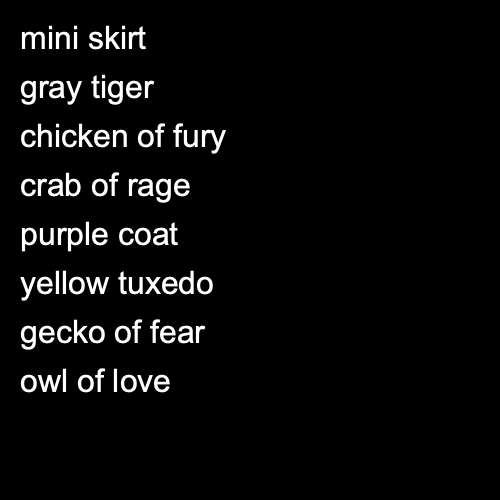 mini skirt
gray tiger
chicken of fury
crab of rage
purple coat
yellow tuxedo
gecko of fear
owl of love